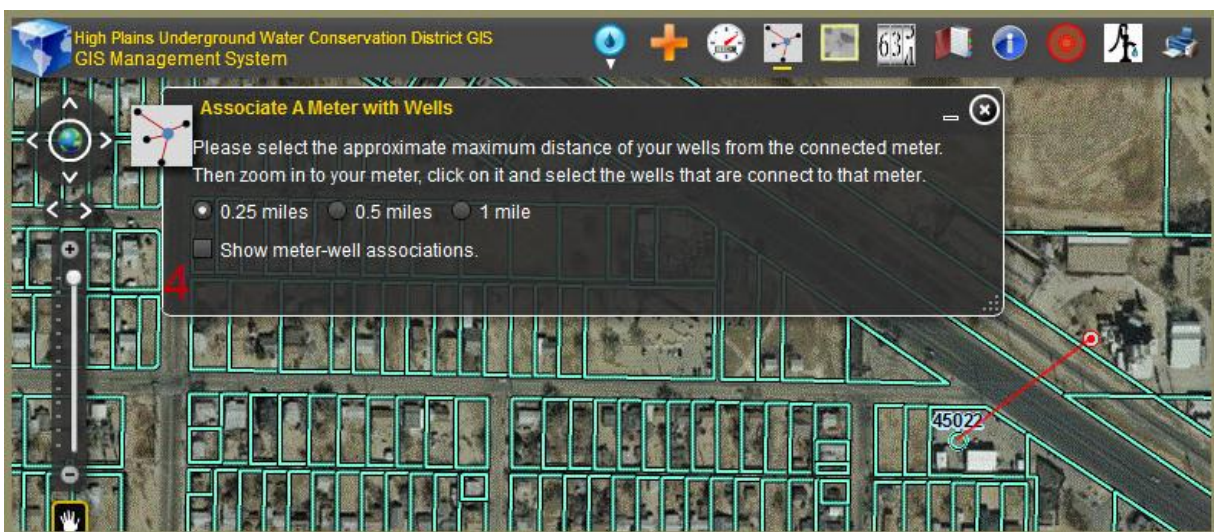 High Plains Underground Water Conservation District GIS
GIS Management System
Associate A Meter with Wells
Please select the approximate maximum distance of your wells from the connected meter.
Then zoom in to your meter, click on it and select the wells that are connect to that meter.
0.25 miles 0.5 miles 1 mile
Show meter-well associations.
4
45022